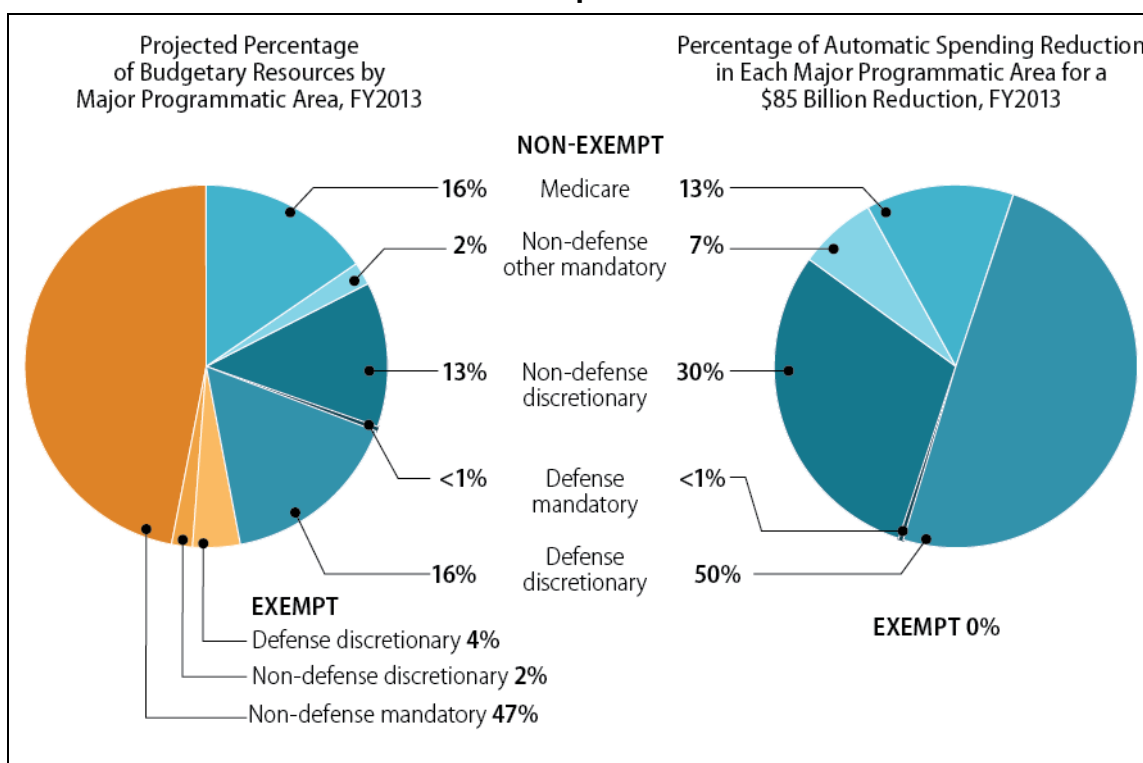 Projected Percentage
of Budgetary Resources by
Major Programmatic Area, FY2013
Percentage of Automatic Spending Reduction
in Each Major Programmatic Area for a
$85 Billion Reduction, FY2013
NON-EXEMPT
16% Medicare 13%
2% Non-defense 7%
other mandatory
13% Non-defense 30%
discretionary
<1% Defense <1%
mandatory
16% Defense 50%
discretionary
EXEMPT
Defense discretionary 4%
Non-defense discretionary 2%
Non-defense mandatory 47%
EXEMPT 0%